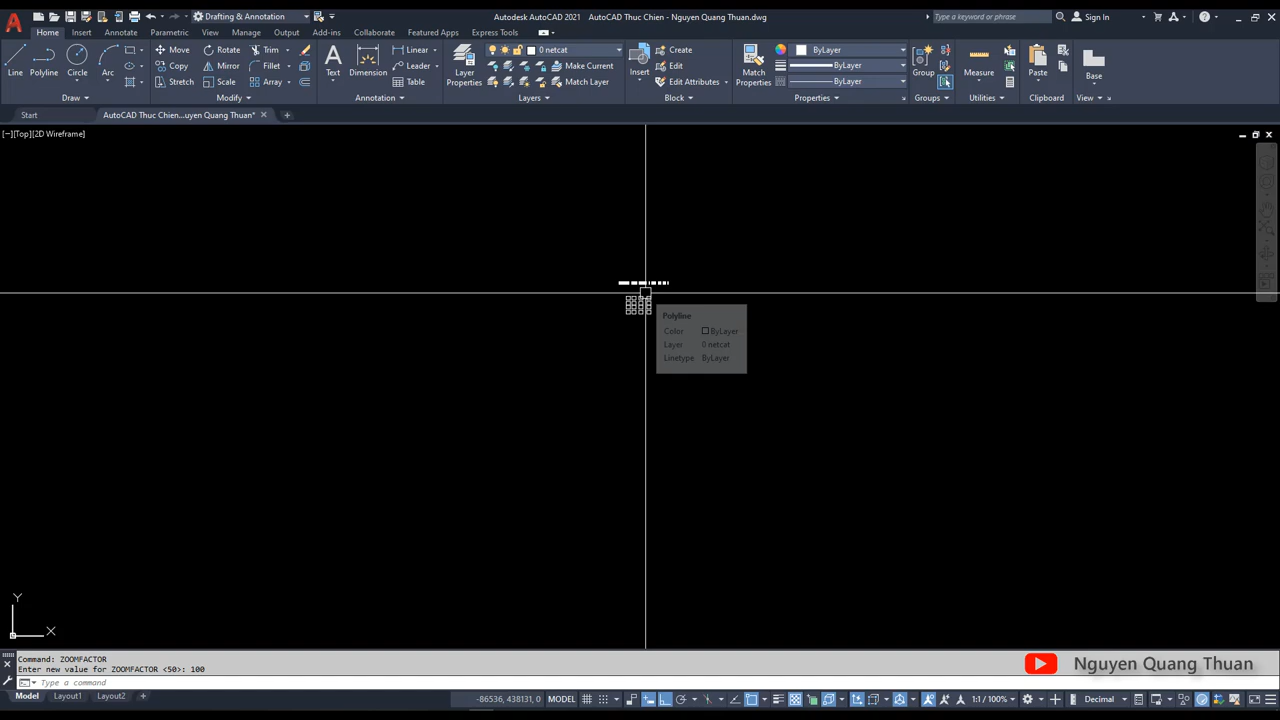 Drafting & Annotation
Autodesk AutoCAD 2021 AutoCAD Thuc Chien - Nguyen Quang Thuan.dwg
Type a keyword or phrase
Sign In
Home Insert Annotate Parametric View Manage Output Add-ins Collaborate Featured Apps Express Tools
Line Polyline Circle Arc
Move Rotate Trim
Copy Mirror Fillet
Stretch Scale Array
Text Dimension
Linear
Leader
Table
Layer Properties
0 netcat
Make Current
Match Layer
Insert
Create
Edit
Edit Attributes
Match Properties
ByLayer
ByLayer
ByLayer
Group
Measure
Paste
Base
Draw Modify Annotation Layers Block Properties Groups Utilities Clipboard View
Start AutoCAD Thuc Chien...uyen Quang Thuan*
[−][Top][2D Wireframe]
Polyline
Color ByLayer
Layer 0 netcat
Linetype ByLayer
Y
X
Command: ZOOMFACTOR
Enter new value for ZOOMFACTOR <50>: 100
Type a command
Nguyen Quang Thuan
Model Layout1 Layout2
-86536, 438131, 0 MODEL
1:1 / 100%
Decimal